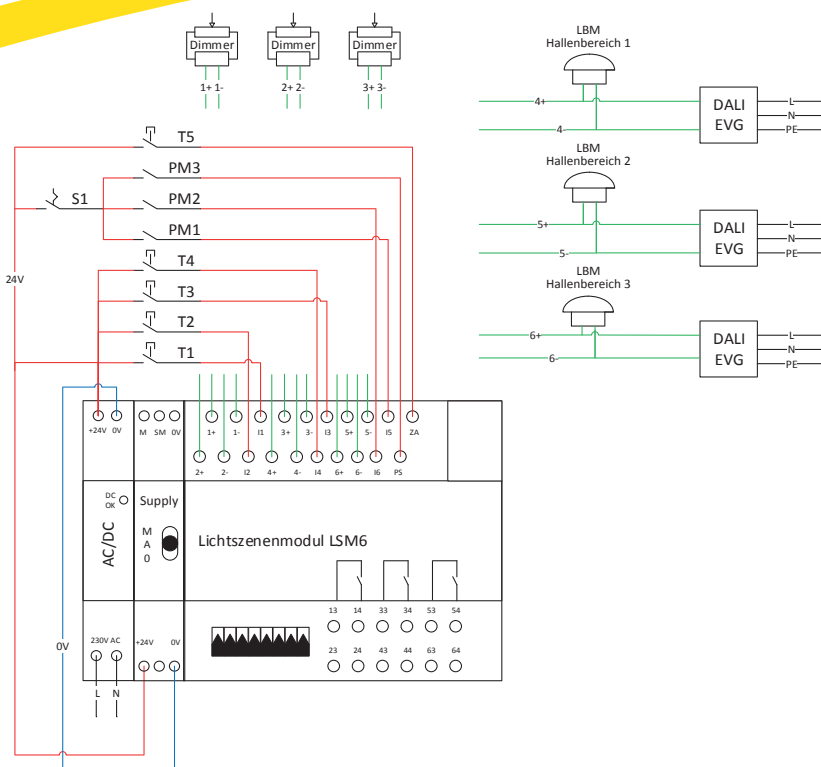 Dimmer Dimmer Dimmer
1+ 1- 2+ 2- 3+ 3-
LBM
Hallenbereich 1
4+
4-
DALI
EVG
L
N
PE
LBM
Hallenbereich 2
5+
5-
DALI
EVG
L
N
PE
LBM
Hallenbereich 3
6+
6-
DALI
EVG
L
N
PE
T5
PM3
S1
PM2
PM1
T4
24V
T3
T2
T1
+24V 0V M SM 0V 1+ 1- I1 3+ 3- I3 5+ 5- I5 ZA
2+ 2- I2 4+ 4- I4 6+ 6- I6 PS
DC
OK
Supply
AC/DC
M
A
0
Lichtszenenmodul LSM6
13 14 33 34 53 54
23 24 43 44 63 64
0V
230V AC +24V 0V
L N